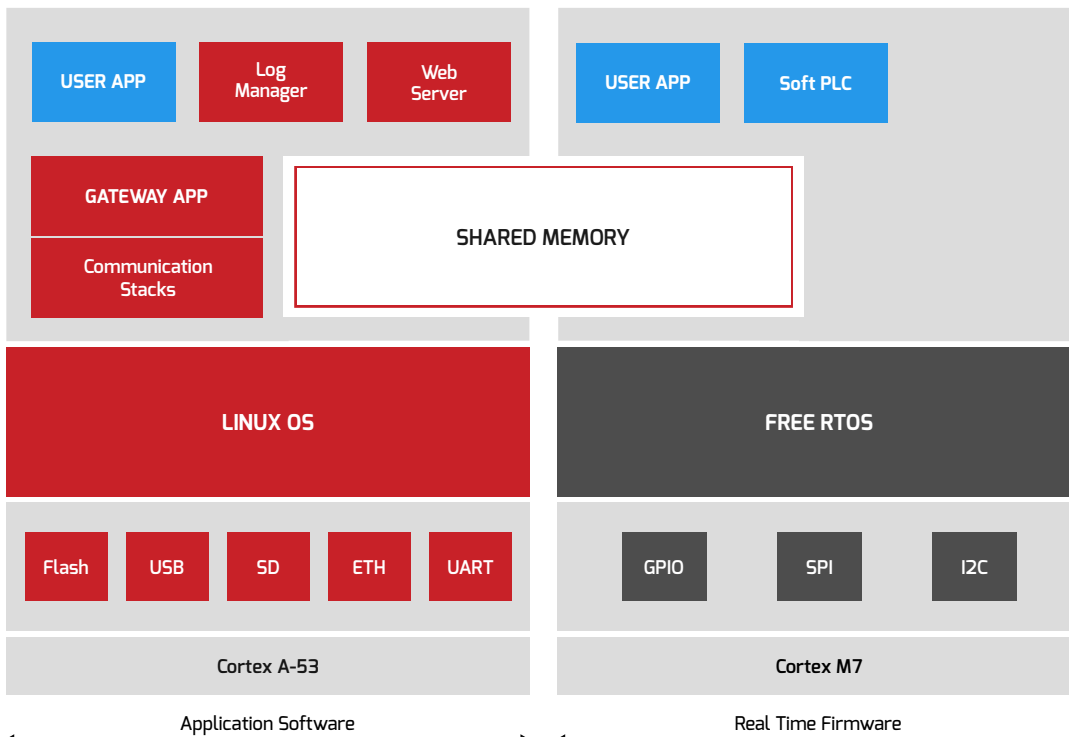 USER APP
Log
Manager
Web
Server
USER APP
Soft PLC
GATEWAY APP
Communication
Stacks
SHARED MEMORY
LINUX OS
FREE RTOS
Flash
USB
SD
ETH
UART
GPIO
SPI
I2C
Cortex A-53
Cortex M7
Application Software
Real Time Firmware